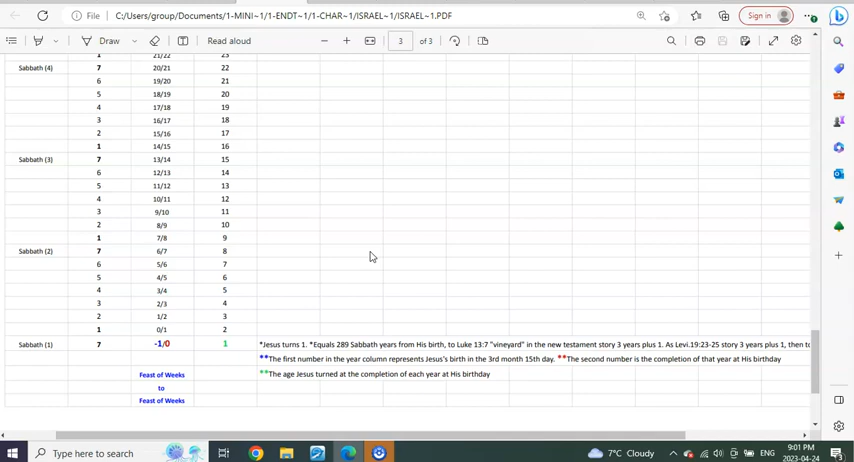 File
C:/Users/group/Documents/1-MINI~1/1-ENDT~1/1-CHAR~1/ISRAEL~1/ISRAEL~1.PDF
Sign in
Draw
Read aloud
3 of 3
1 21/22 23
Sabbath (4) 7 20/21 22
6 19/20 21
5 18/19 20
4 17/18 19
3 16/17 18
2 15/16 17
1 14/15 16
Sabbath (3) 7 13/14 15
6 12/13 14
5 11/12 13
4 10/11 12
3 9/10 11
2 8/9 10
1 7/8 9
Sabbath (2) 7 6/7 8
6 5/6 7
5 4/5 6
4 3/4 5
3 2/3 4
2 1/2 3
1 0/1 2
Sabbath (1) 7 -1/0 1 *Jesus turns 1. *Equals 289 Sabbath years from His birth, to Luke 13:7 "vineyard" in the new testament story 3 years plus 1. As Levi.19:23-25 story 3 years plus 1, then to
**The first number in the year column represents Jesus's birth in the 3rd month 15th day. **The second number is the completion of that year at His birthday
Feast of Weeks **The age Jesus turned at the completion of each year at His birthday
to
Feast of Weeks
Type here to search
7°C Cloudy
ENG
9:01 PM
2023-04-24
3